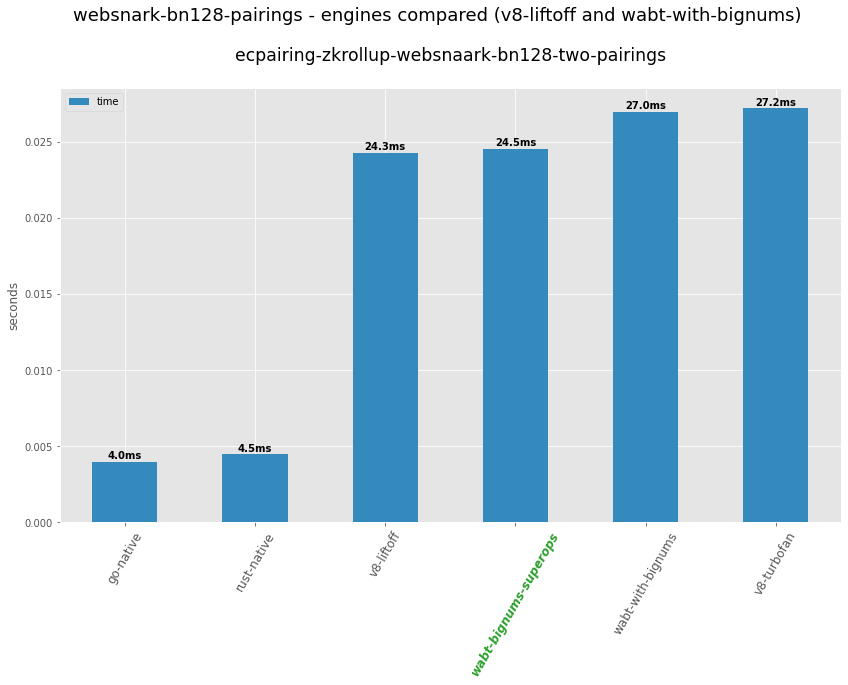 websnark-bn128-pairings - engines compared (v8-liftoff and wabt-with-bignums)
ecpairing-zkrollup-websnaark-bn128-two-pairings
time
27.0ms
27.2ms
24.3ms
24.5ms
4.0ms
4.5ms
0.025
0.020
0.015
0.010
0.005
0.000
seconds
go-native
rust-native
v8-liftoff
wabt-bignums-superops
wabt-with-bignums
v8-turbofan